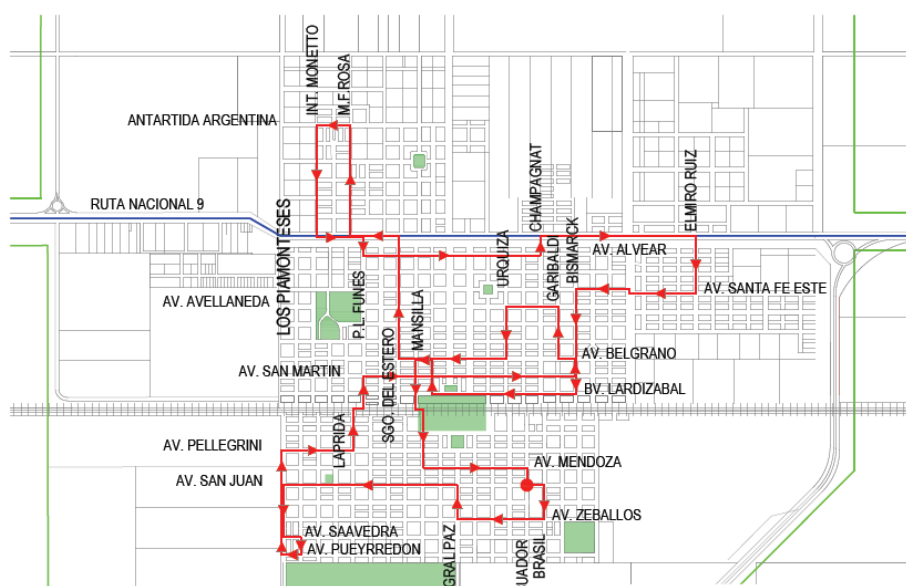 INT. MONETTO
M.F.ROSA
ANTARTIDA ARGENTINA
RUTA NACIONAL 9
CHAMPAGNAT
ELMIRO RUIZ
LOS PIAMONTESES
P.L. FUNES
MANSILLA
URQUIZA
GARIBALDI
BISMARCK
AV. ALVEAR
AV. AVELLANEDA
AV. SANTA FE ESTE
SGO. DEL ESTERO
AV. SAN MARTIN
AV. BELGRANO
BV. LARDIZABAL
LAPRIDA
AV. PELLEGRINI
AV. SAN JUAN
AV. MENDOZA
AV. ZEBALLOS
AV. SAAVEDRA
AV. PUEYRREDON
GRAL.PAZ
UADOR
BRASIL